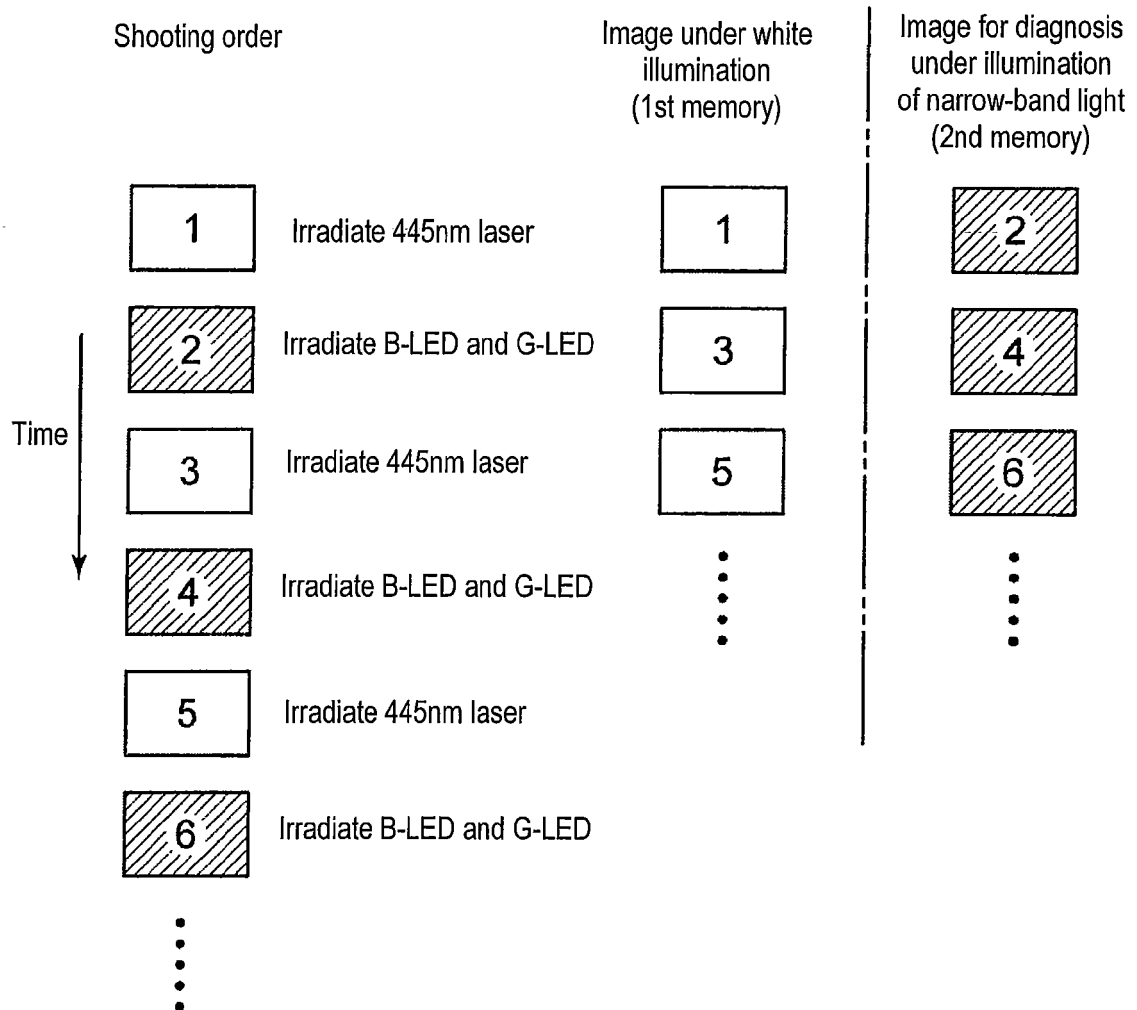 Shooting order
Image under white
illumination
(1st memory)
Image for diagnosis
under illumination
of narrow-band light
(2nd memory)
1
Irradiate 445nm laser
1
2
2
Irradiate B-LED and G-LED
3
4
Time
3
Irradiate 445nm laser
5
6
4
Irradiate B-LED and G-LED
5
Irradiate 445nm laser
6
Irradiate B-LED and G-LED